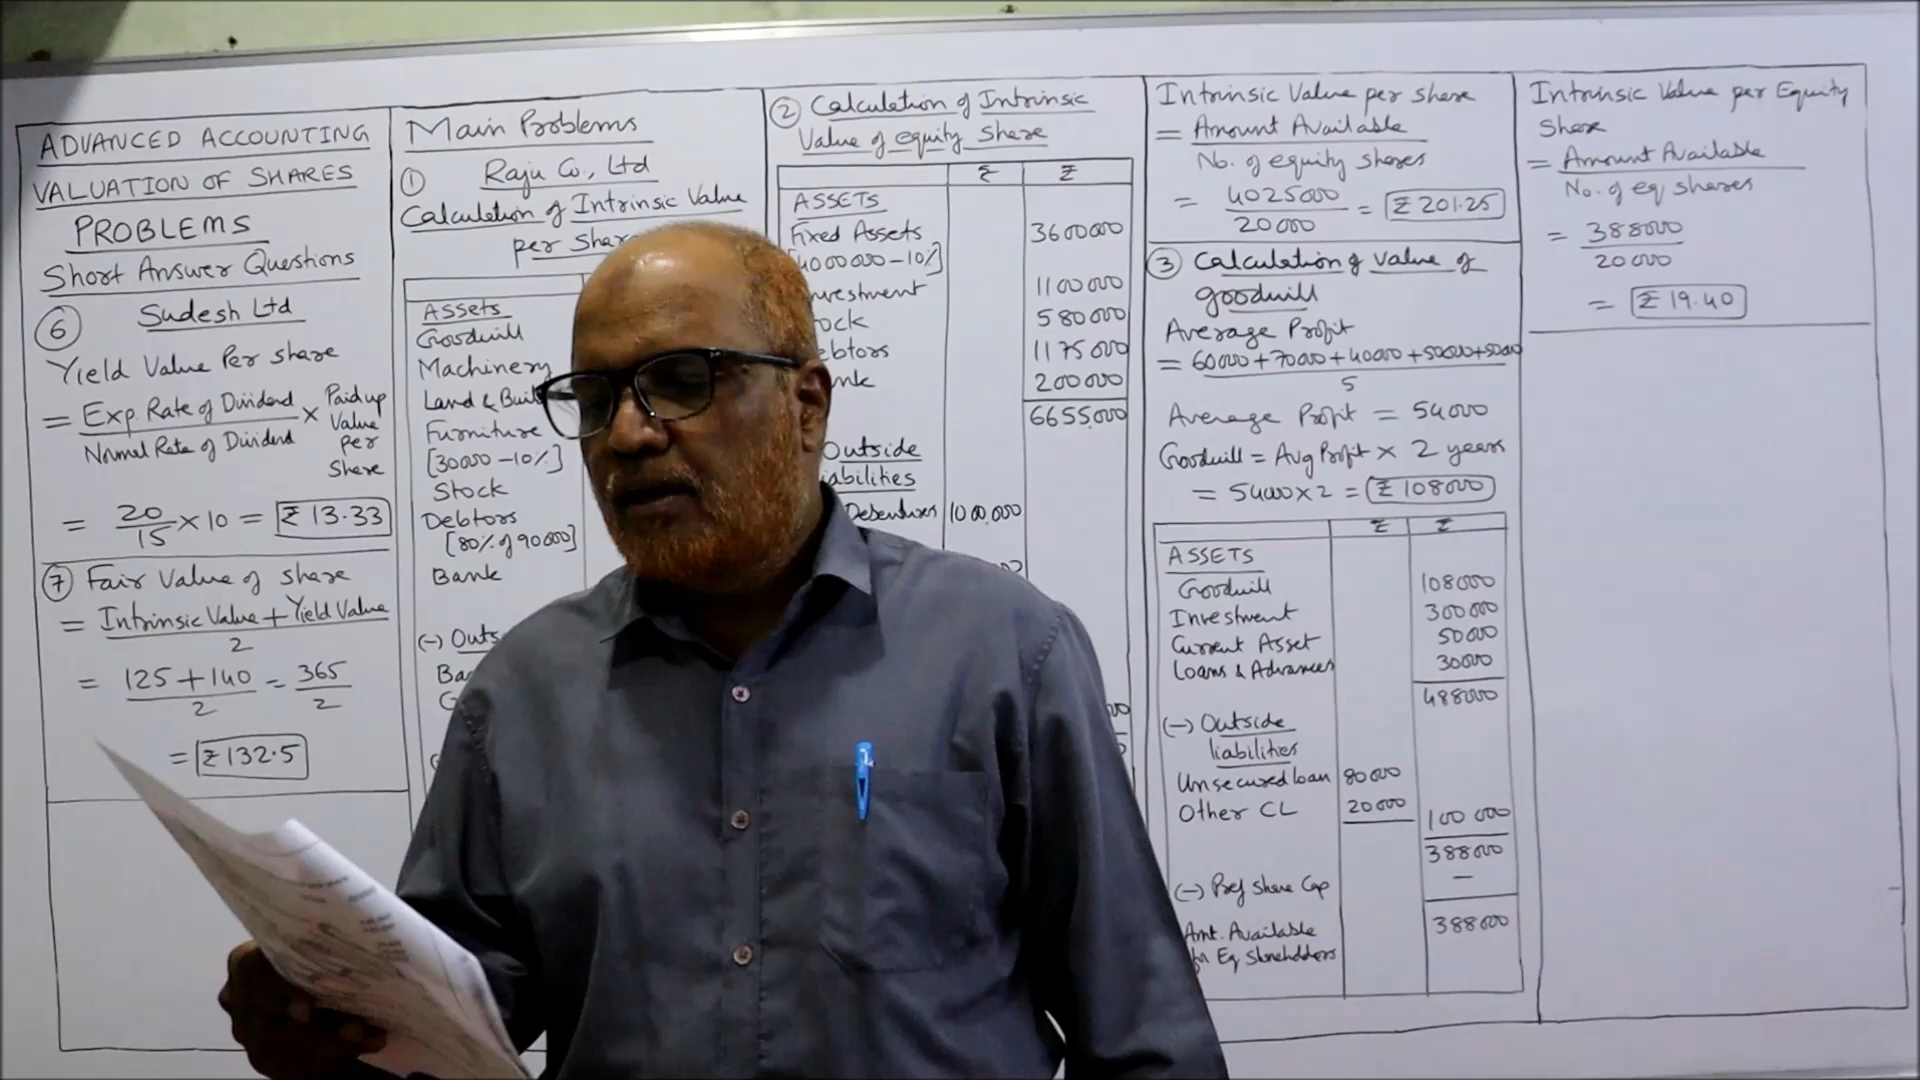 ADVANCED ACCOUNTING
VALUATION OF SHARES
PROBLEMS
Short Answer Questions
6 Sudesh Ltd
Yield Value Per share
= Exp. Rate of Dividend / Normal Rate of Dividend × Paid up Value per Share
= 20/15 × 10 = ₹ 13.33
7 Fair Value of share
= Intrinsic Value + Yield Value / 2
= 125 + 140 / 2 = 365 / 2
= ₹ 132.5
Main Problems
1 Raju Co., Ltd
Calculation of Intrinsic Value
per Shar
Assets
Goodwill
Machinery
Land & Buil
Furniture
[30000 - 10%]
Stock
Debtors
[80% of 90000]
Bank
(-) Outs
Ba
2 Calculation of Intrinsic
Value of equity Share
₹ ₹
ASSETS
Fixed Assets 3600000
4000000 - 10%]
nvestment 1100000
ock 580000
ebtors 1175000
nk 200000
6655000
Outside
iabilities
Debentures 1000000
Intrinsic Value per share
= Amount Available / No. of equity shares
= 4025000 / 20000 = ₹ 201.25
3 Calculation of Value of
goodwill
Average Profit
= 60000 + 70000 + 40000 + 50000 + 50000 / 5
Average Profit = 54000
Goodwill = Avg Profit × 2 years
= 54000 × 2 = ₹ 108000
₹ ₹
ASSETS
Goodwill 108000
Investment 300000
Current Asset 50000
Loans & Advances 30000
488000
(-) Outside
liabilities
Unsecured loan 80000
Other CL 20000 100000
388000
(-) Pref Share Cap —
Amt. Available 388000
Eq Shareholders
Intrinsic Value per Equity
Share
= Amount Available / No. of eq shares
= 388000 / 20000
= ₹ 19.40